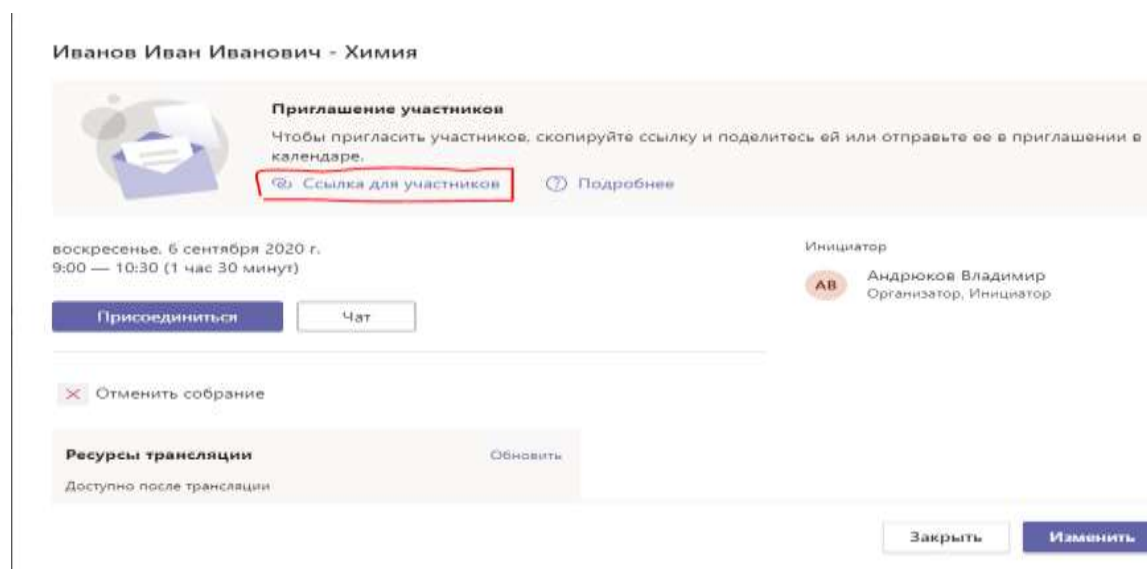 Иванов Иван Иванович - Химия
Приглашение участников
Чтобы пригласить участников, скопируйте ссылку и поделитесь ей или отправьте ее в приглашении в
календаре.
Ссылка для участников
Подробнее
воскресенье, 6 сентября 2020 г.
9:00 — 10:30 (1 час 30 минут)
Инициатор
АВ
Андрюков Владимир
Организатор, Инициатор
Присоединиться
Чат
Отменить собрание
Ресурсы трансляции
Обновить
Доступно после трансляции
Закрыть
Изменить